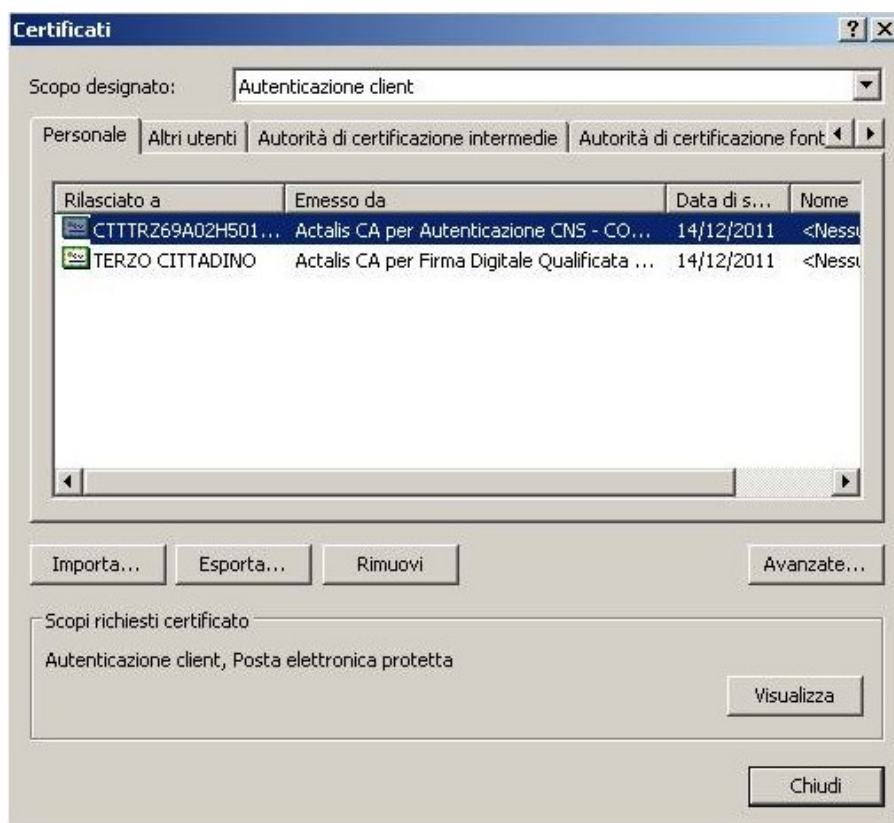 Certificati
Scopo designato: Autenticazione client
Personale Altri utenti Autorità di certificazione intermedie Autorità di certificazione font
Rilasciato a Emesso da Data di s... Nome
CTTTRZ69A02H501... Actalis CA per Autenticazione CNS - CO... 14/12/2011 <Nessu
TERZO CITTADINO Actalis CA per Firma Digitale Qualificata ... 14/12/2011 <Nessu
Importa... Esporta... Rimuovi Avanzate...
Scopi richiesti certificato
Autenticazione client, Posta elettronica protetta
Visualizza
Chiudi